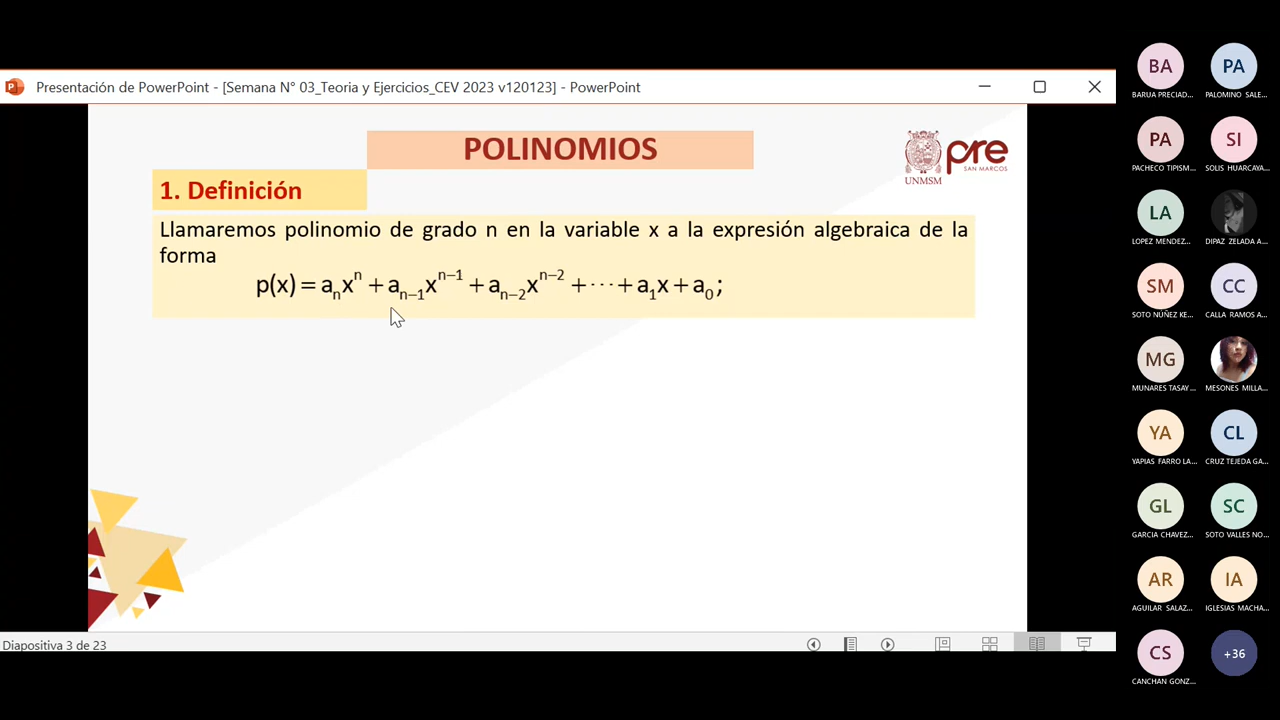 Presentación de PowerPoint - [Semana N° 03_Teoria y Ejercicios_CEV 2023 v120123] - PowerPoint
POLINOMIOS
UNMSM
pre
SAN MARCOS
1. Definición
Llamaremos polinomio de grado n en la variable x a la expresión algebraica de la
forma
p(x) = aₙxⁿ + aₙ₋₁xⁿ⁻¹ + aₙ₋₂xⁿ⁻² + ⋯ + a₁x + a₀ ;
Diapositiva 3 de 23
BA
PA
BARUA PRECIAD...
PALOMINO SALE...
PA
SI
PACHECO TIPISM...
SOLIS HUARCAYA...
LA
LOPEZ MENDEZ...
DIPAZ ZELADA A...
SM
CC
SOTO NÚÑEZ KE...
CALLA RAMOS A...
MG
MUNARES TASAY...
MESONES MILLA...
YA
CL
YAPIAS FARRO LA...
CRUZ TEJEDA GA...
GL
SC
GARCIA CHAVEZ...
SOTO VALLES NO...
AR
IA
AGUILAR SALAZ...
IGLESIAS MACHA...
CS
+36
CANCHAN GONZ...